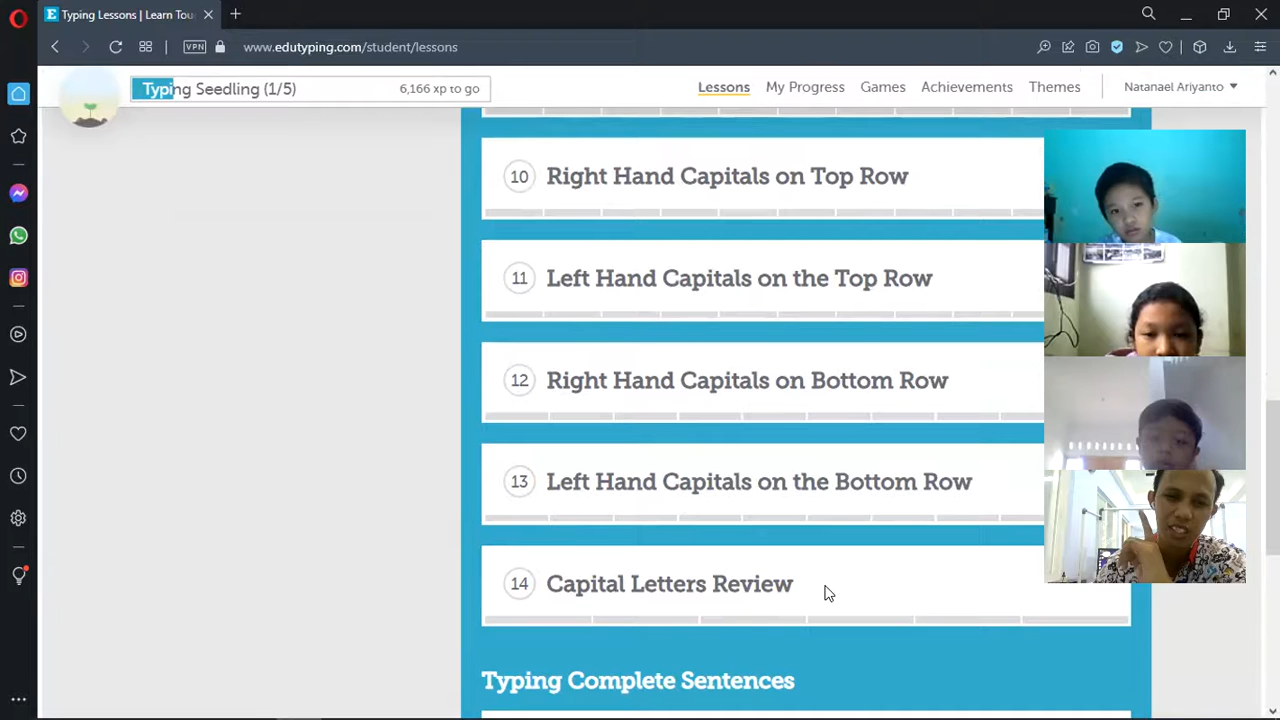 Typing Lessons | Learn Tou
www.edutyping.com/student/lessons
VPN
Typing Seedling (1/5)
6,166 xp to go
Lessons
My Progress
Games
Achievements
Themes
Natanael Ariyanto
10 Right Hand Capitals on Top Row
11 Left Hand Capitals on the Top Row
12 Right Hand Capitals on Bottom Row
13 Left Hand Capitals on the Bottom Row
14 Capital Letters Review
Typing Complete Sentences